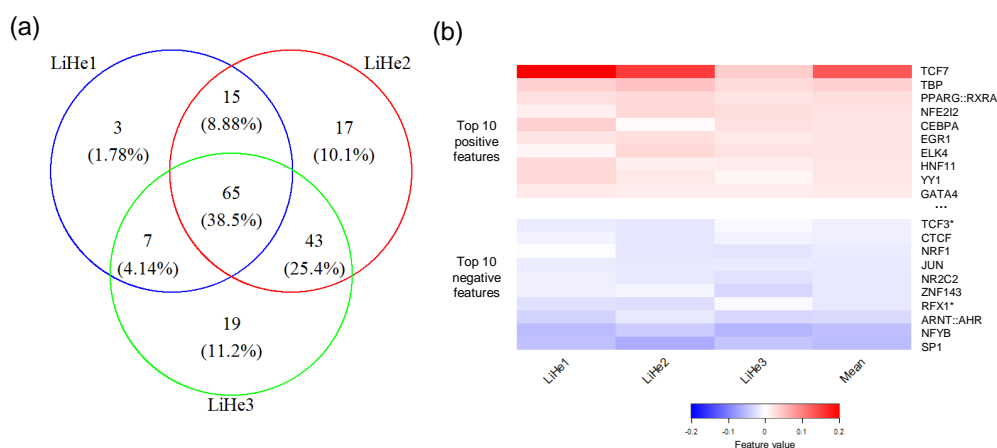 (a)
LiHe1
LiHe2
15
(8.88%)
3
(1.78%)
17
(10.1%)
65
(38.5%)
7
(4.14%)
43
(25.4%)
19
(11.2%)
LiHe3
(b)
Top 10
positive
features
TCF7
TBP
PPARG::RXRA
NFE2I2
CEBPA
EGR1
ELK4
HNF11
YY1
GATA4
...
Top 10
negative
features
TCF3*
CTCF
NRF1
JUN
NR2C2
ZNF143
RFX1*
ARNT::AHR
NFYB
SP1
LiHe1
LiHe2
LiHe3
Mean
-0.2
-0.1
0
0.1
0.2
Feature value